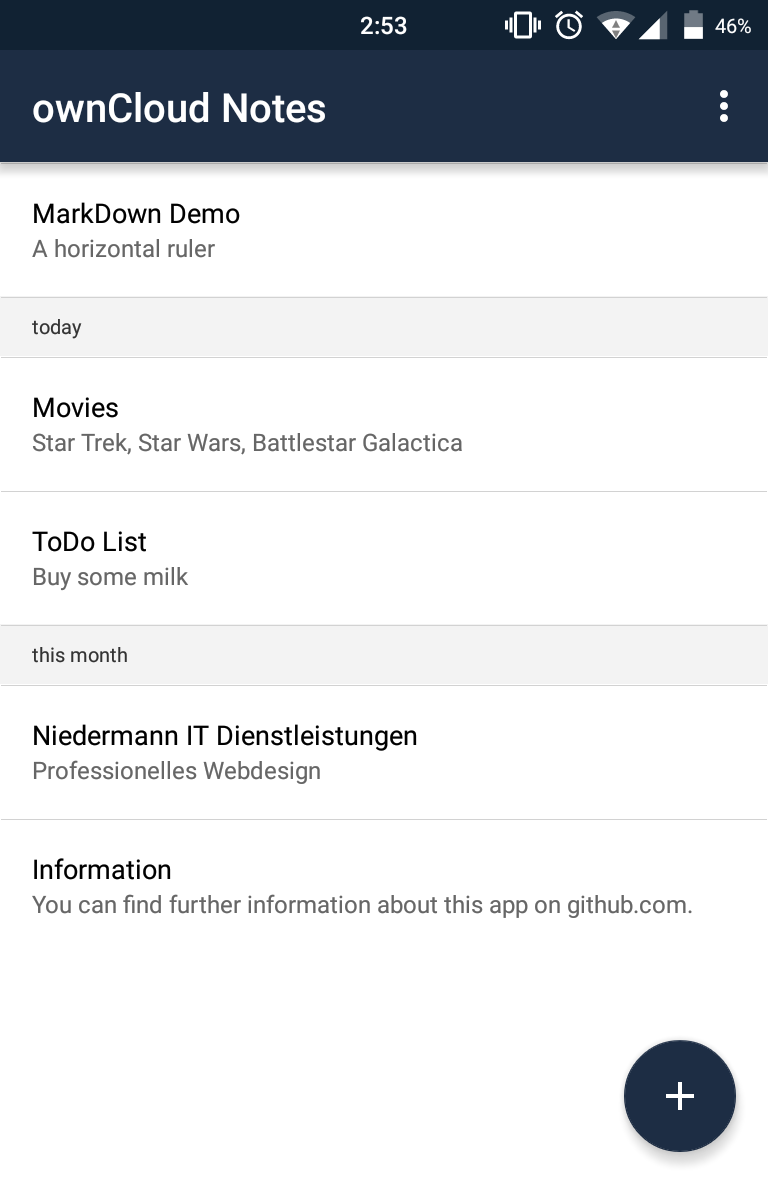 2:53
46%
ownCloud Notes
MarkDown Demo
A horizontal ruler
today
Movies
Star Trek, Star Wars, Battlestar Galactica
ToDo List
Buy some milk
this month
Niedermann IT Dienstleistungen
Professionelles Webdesign
Information
You can find further information about this app on github.com.